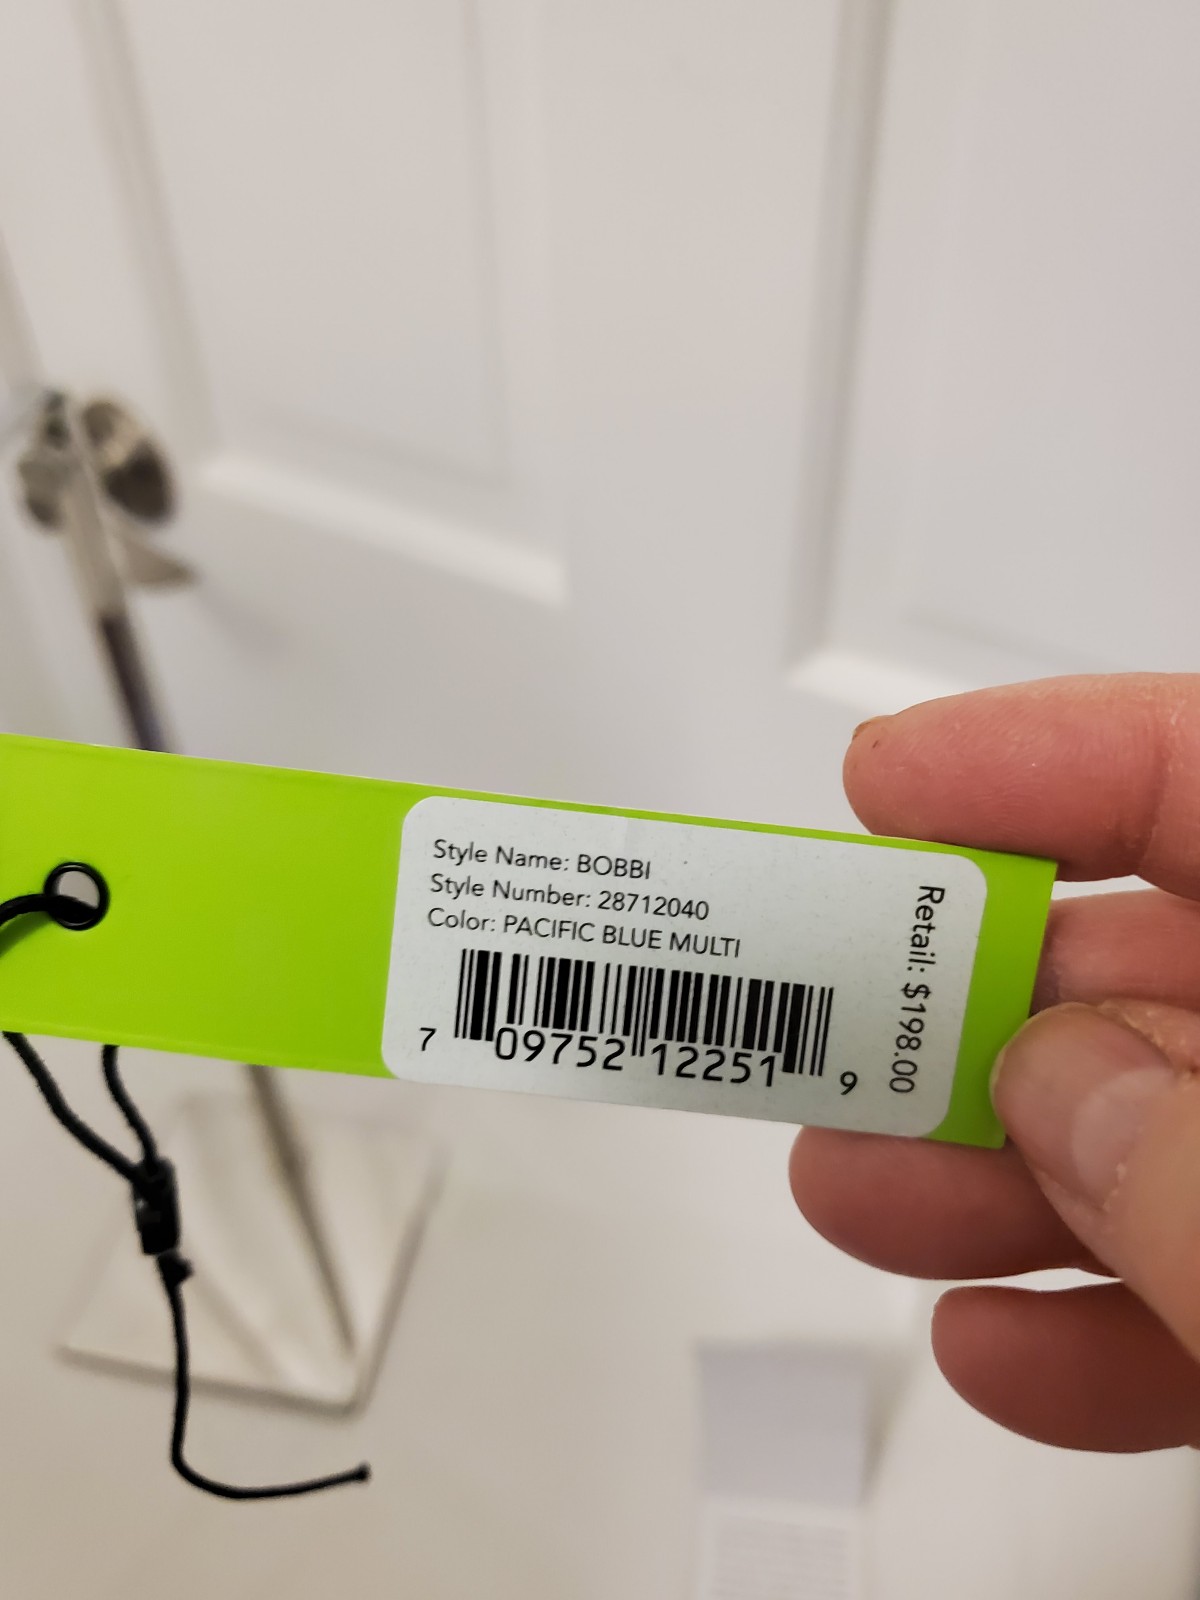 Style Name: BOBBI
Style Number: 28712040
Color: PACIFIC BLUE MULTI
7 09752 12251 9
Retail: $198.00